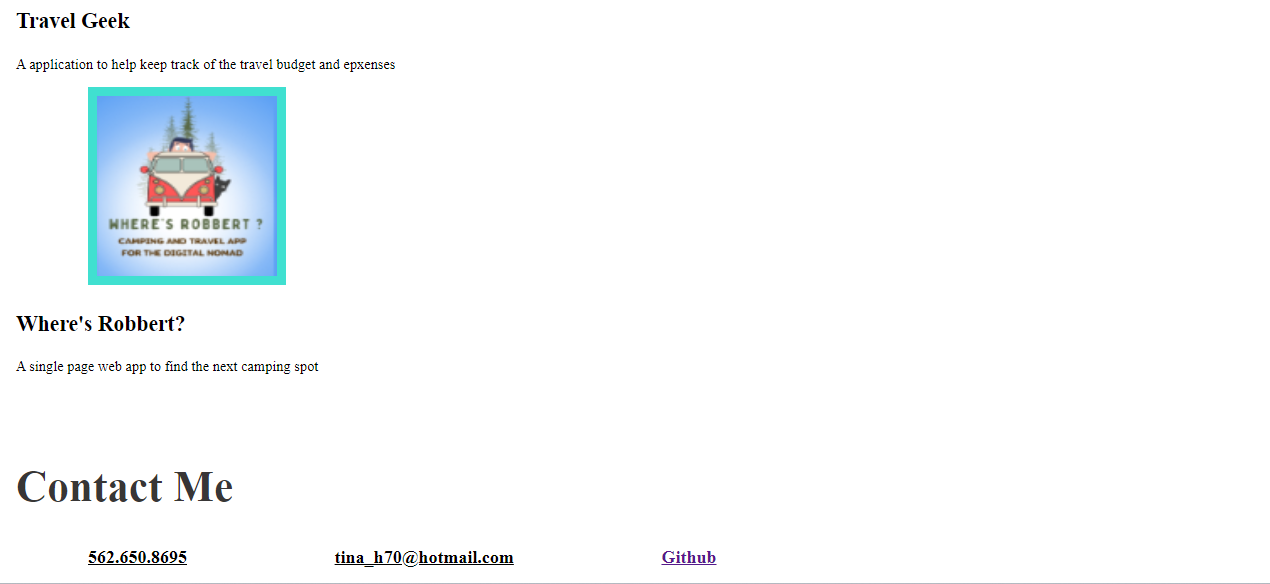 Travel Geek
A application to help keep track of the travel budget and epxenses
WHERE'S ROBBERT ?
CAMPING AND TRAVEL APP
FOR THE DIGITAL NOMAD
Where's Robbert?
A single page web app to find the next camping spot
Contact Me
562.650.8695 tina_h70@hotmail.com Github